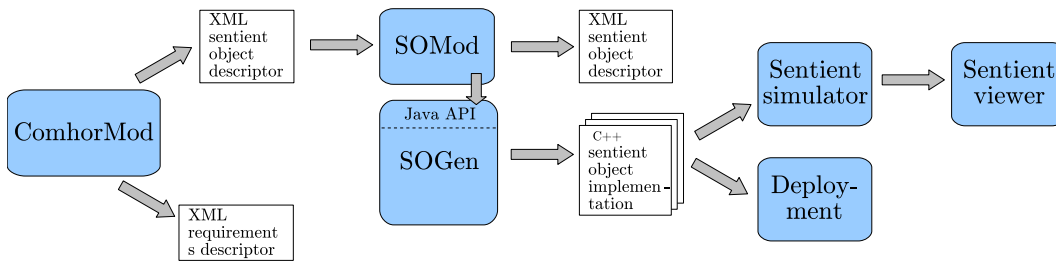 ComhorMod
XML
sentient
object
descriptor
XML
requirement
s descriptor
SOMod
XML
sentient
object
descriptor
Java API
SOGen
C++
sentient
object
implemen-
tation
Sentient
simulator
Sentient
viewer
Deploy-
ment